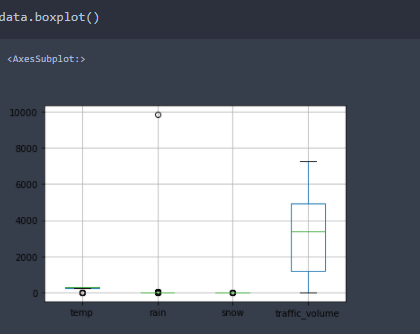 data.boxplot()
<AxesSubplot:>
10000
8000
6000
4000
2000
0
temp rain snow traffic_volume